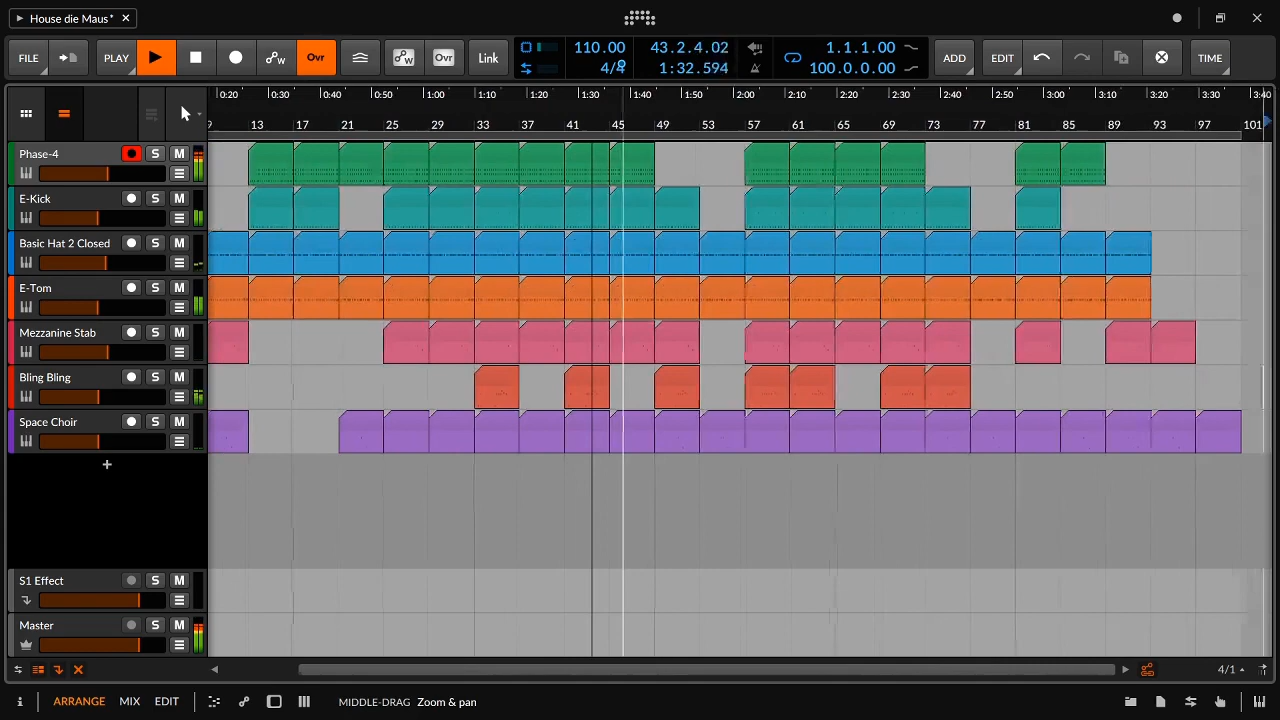 House die Maus*
FILE PLAY Ovr Ovr Link 110.00 43.2.4.02 1.1.1.00 ADD EDIT TIME
4/4 1:32.594 100.0.0.00
0:20 0:30 0:40 0:50 1:00 1:10 1:20 1:30 1:40 1:50 2:00 2:10 2:20 2:30 2:40 2:50 3:00 3:10 3:20 3:30 3:40
9 13 17 21 25 29 33 37 41 45 49 53 57 61 65 69 73 77 81 85 89 93 97 101
Phase-4 S M
E-Kick S M
Basic Hat 2 Closed S M
E-Tom S M
Mezzanine Stab S M
Bling Bling S M
Space Choir S M
S1 Effect S M
Master S M
4/1
ARRANGE MIX EDIT MIDDLE-DRAG Zoom & pan